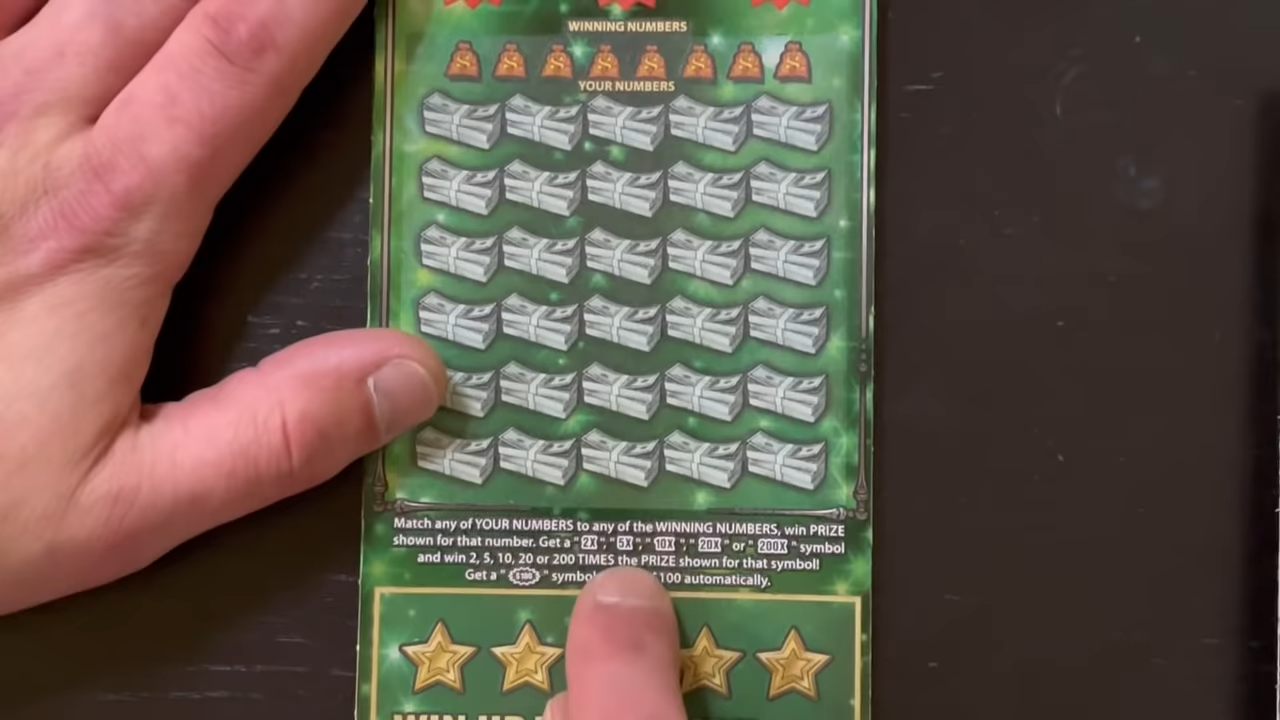 WINNING NUMBERS
YOUR NUMBERS
Match any of YOUR NUMBERS to any of the WINNING NUMBERS, win PRIZE
shown for that number. Get a "2X", "5X", "10X", "20X" or "200X" symbol
and win 2, 5, 10, 20 or 200 TIMES the PRIZE shown for that symbol!
Get a "$100" symbol 100 automatically.
WIN UP